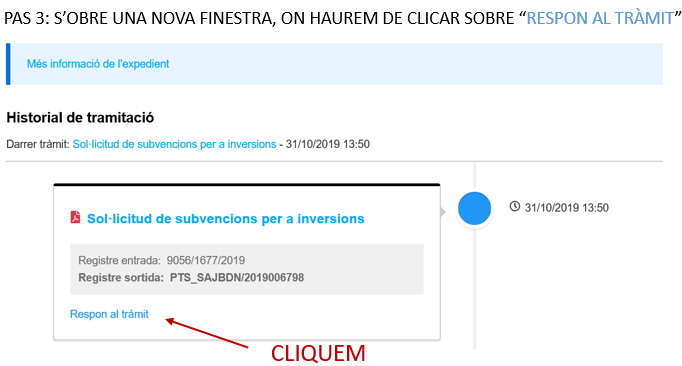 PAS 3: S'OBRE UNA NOVA FINESTRA, ON HAUREM DE CLICAR SOBRE “RESPON AL TRÀMIT”
Més informació de l'expedient
Historial de tramitació
Darrer tràmit: Sol·licitud de subvencions per a inversions - 31/10/2019 13:50
Sol·licitud de subvencions per a inversions
31/10/2019 13:50
Registre entrada: 9056/1677/2019
Registre sortida: PTS_SAJBDN/2019006798
Respon al tràmit
CLIQUEM